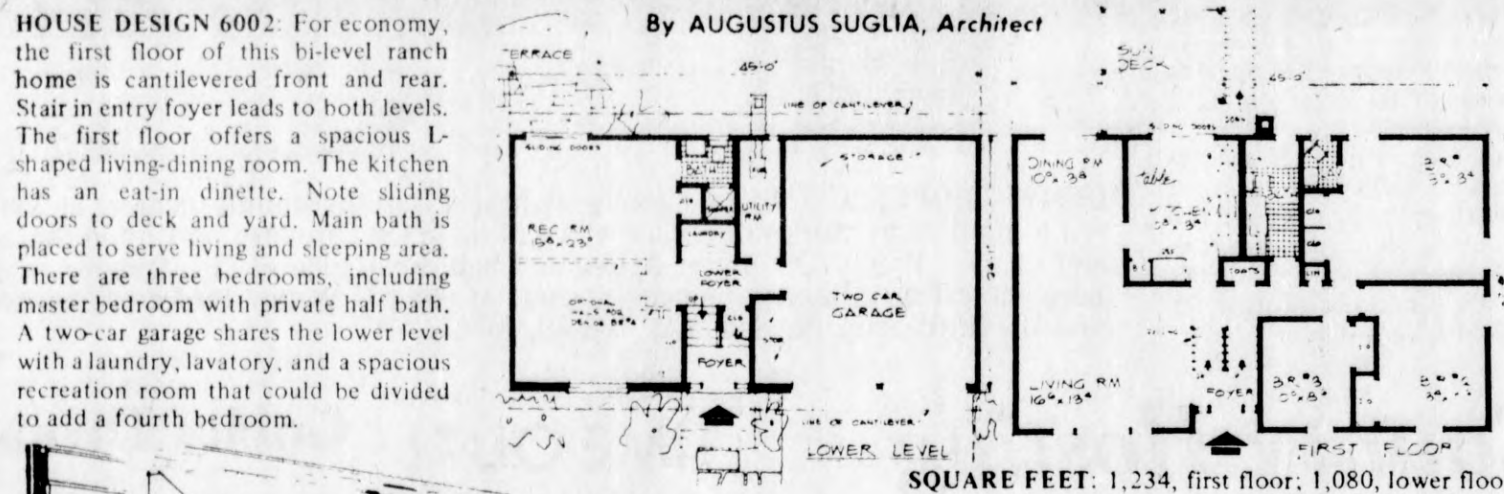 HOUSE DESIGN 6002: For economy,
the first floor of this bi-level ranch
home is cantilevered front and rear.
Stair in entry foyer leads to both levels.
The first floor offers a spacious L-
shaped living-dining room. The kitchen
has an eat-in dinette. Note sliding
doors to deck and yard. Main bath is
placed to serve living and sleeping area.
There are three bedrooms, including
master bedroom with private half bath.
A two-car garage shares the lower level
with a laundry, lavatory, and a spacious
recreation room that could be divided
to add a fourth bedroom.
By AUGUSTUS SUGLIA, Architect
TERRACE
45'-0"
LINE OF CANTILEVER
SLIDING DOORS
STORAGE
UTILITY
RM
REC RM
LAUNDRY
LOWER
FOYER
UP
TWO CAR
GARAGE
FOYER
LINE OF CANTILEVER
LOWER LEVEL
SUN
DECK
45'-0"
SLIDING DOORS
DINING RM
table
COATS
LIN
LIVING RM
FOYER
BR #3
FIRST FLOOR
SQUARE FEET: 1,234, first floor; 1,080, lower floo